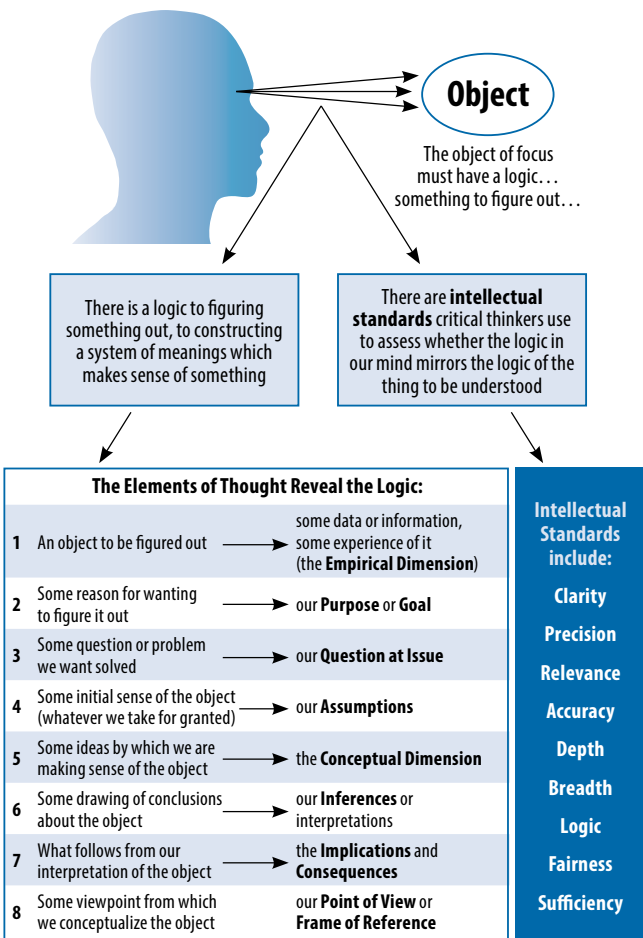 Object
The object of focus
must have a logic…
something to figure out…
There is a logic to figuring
something out, to constructing
a system of meanings which
makes sense of something
There are intellectual
standards critical thinkers use
to assess whether the logic in
our mind mirrors the logic of the
thing to be understood
The Elements of Thought Reveal the Logic:
1 An object to be figured out
some data or information,
some experience of it
(the Empirical Dimension)
2 Some reason for wanting
to figure it out
our Purpose or Goal
3 Some question or problem
we want solved
our Question at Issue
4 Some initial sense of the object
(whatever we take for granted)
our Assumptions
5 Some ideas by which we are
making sense of the object
the Conceptual Dimension
6 Some drawing of conclusions
about the object
our Inferences or
interpretations
7 What follows from our
interpretation of the object
the Implications and
Consequences
8 Some viewpoint from which
we conceptualize the object
our Point of View or
Frame of Reference
Intellectual
Standards
include:
Clarity
Precision
Relevance
Accuracy
Depth
Breadth
Logic
Fairness
Sufficiency